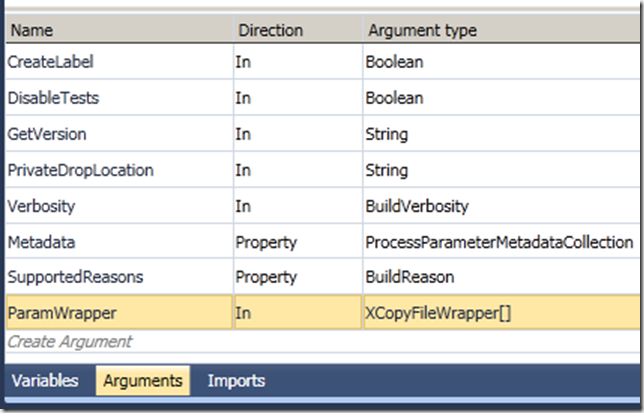 Name Direction Argument type
CreateLabel In Boolean
DisableTests In Boolean
GetVersion In String
PrivateDropLocation In String
Verbosity In BuildVerbosity
Metadata Property ProcessParameterMetadataCollection
SupportedReasons Property BuildReason
ParamWrapper In XCopyFileWrapper[]
Create Argument
Variables Arguments Imports